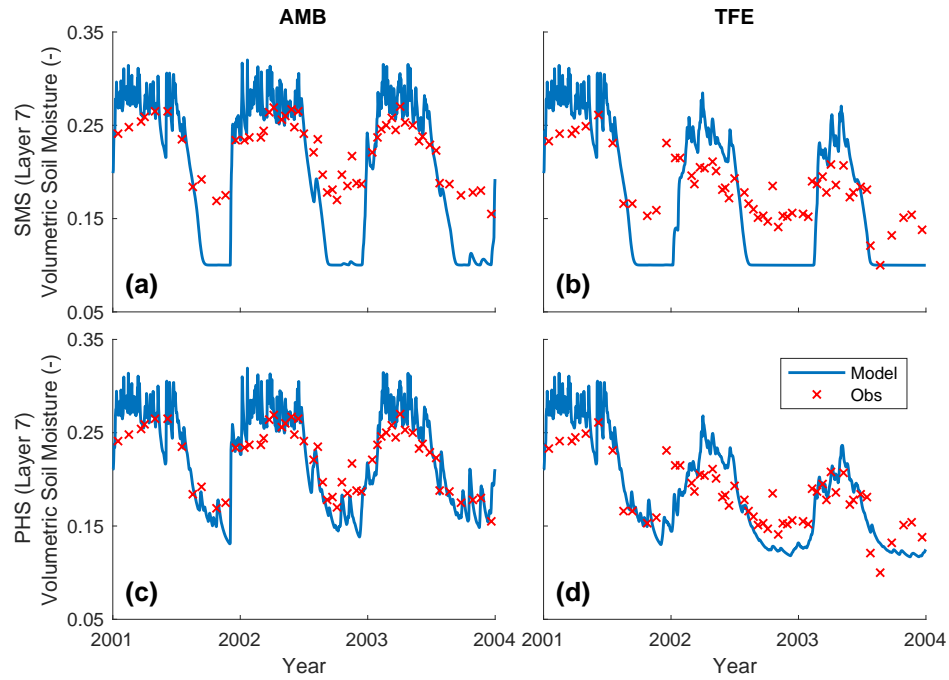 AMB
TFE
SMS (Layer 7)
Volumetric Soil Moisture (-)
0.35
0.25
0.15
0.05
(a)
(b)
PHS (Layer 7)
Volumetric Soil Moisture (-)
0.35
0.25
0.15
0.05
(c)
(d)
Model
Obs
2001
2002
2003
2004
2001
2002
2003
2004
Year
Year